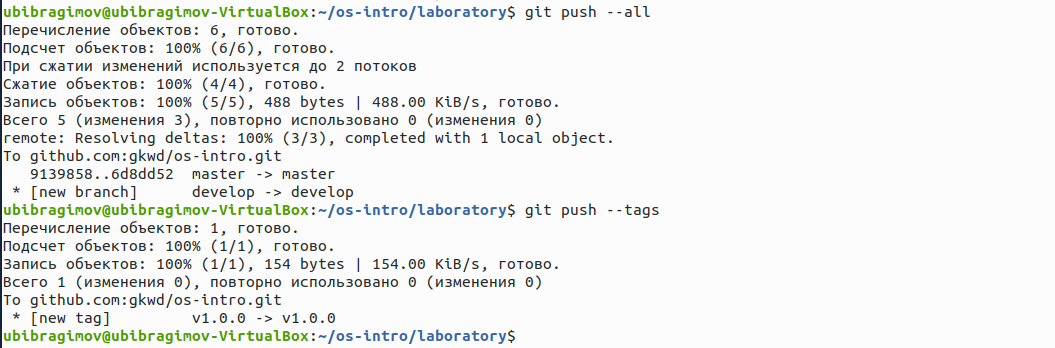 ubibragimov@ubibragimov-VirtualBox:~/os-intro/laboratory$ git push --all
Перечисление объектов: 6, готово.
Подсчет объектов: 100% (6/6), готово.
При сжатии изменений используется до 2 потоков
Сжатие объектов: 100% (4/4), готово.
Запись объектов: 100% (5/5), 488 bytes | 488.00 KiB/s, готово.
Всего 5 (изменения 3), повторно использовано 0 (изменения 0)
remote: Resolving deltas: 100% (3/3), completed with 1 local object.
To github.com:gkwd/os-intro.git
   9139858..6d8dd52  master -> master
 * [new branch]      develop -> develop
ubibragimov@ubibragimov-VirtualBox:~/os-intro/laboratory$ git push --tags
Перечисление объектов: 1, готово.
Подсчет объектов: 100% (1/1), готово.
Запись объектов: 100% (1/1), 154 bytes | 154.00 KiB/s, готово.
Всего 1 (изменения 0), повторно использовано 0 (изменения 0)
To github.com:gkwd/os-intro.git
 * [new tag]         v1.0.0 -> v1.0.0
ubibragimov@ubibragimov-VirtualBox:~/os-intro/laboratory$